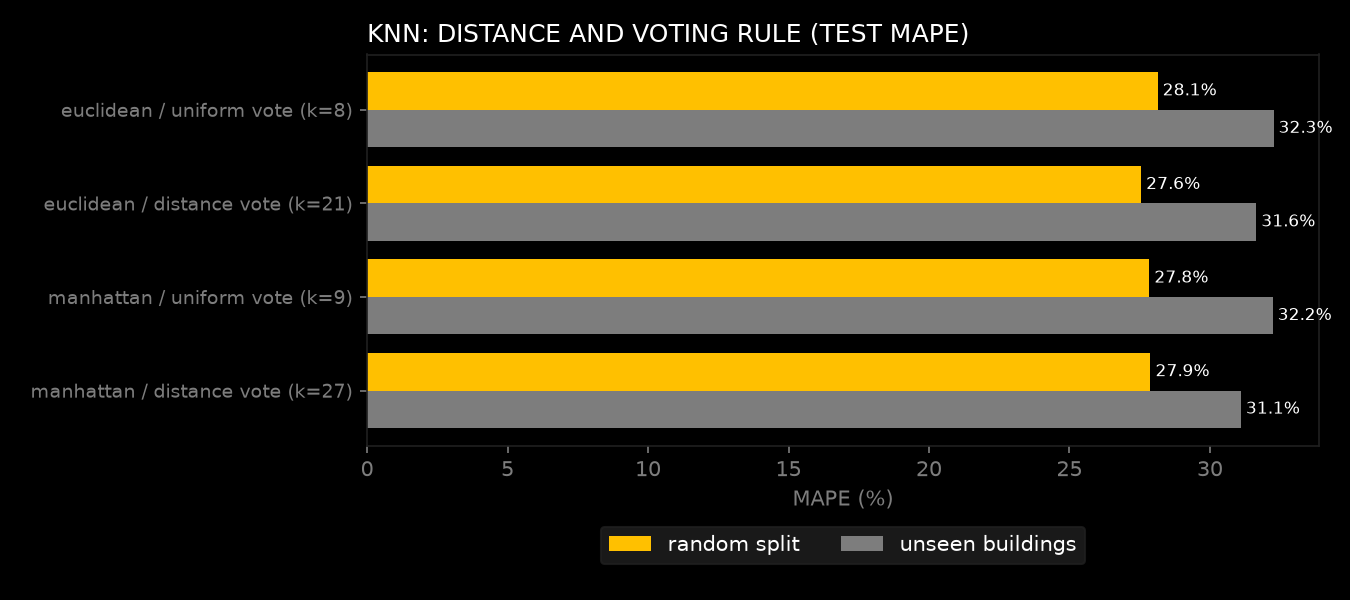 KNN: DISTANCE AND VOTING RULE (TEST MAPE)
euclidean / uniform vote (k=8)
28.1%
32.3%
euclidean / distance vote (k=21)
27.6%
31.6%
manhattan / uniform vote (k=9)
27.8%
32.2%
manhattan / distance vote (k=27)
27.9%
31.1%
0 5 10 15 20 25 30
MAPE (%)
random split unseen buildings